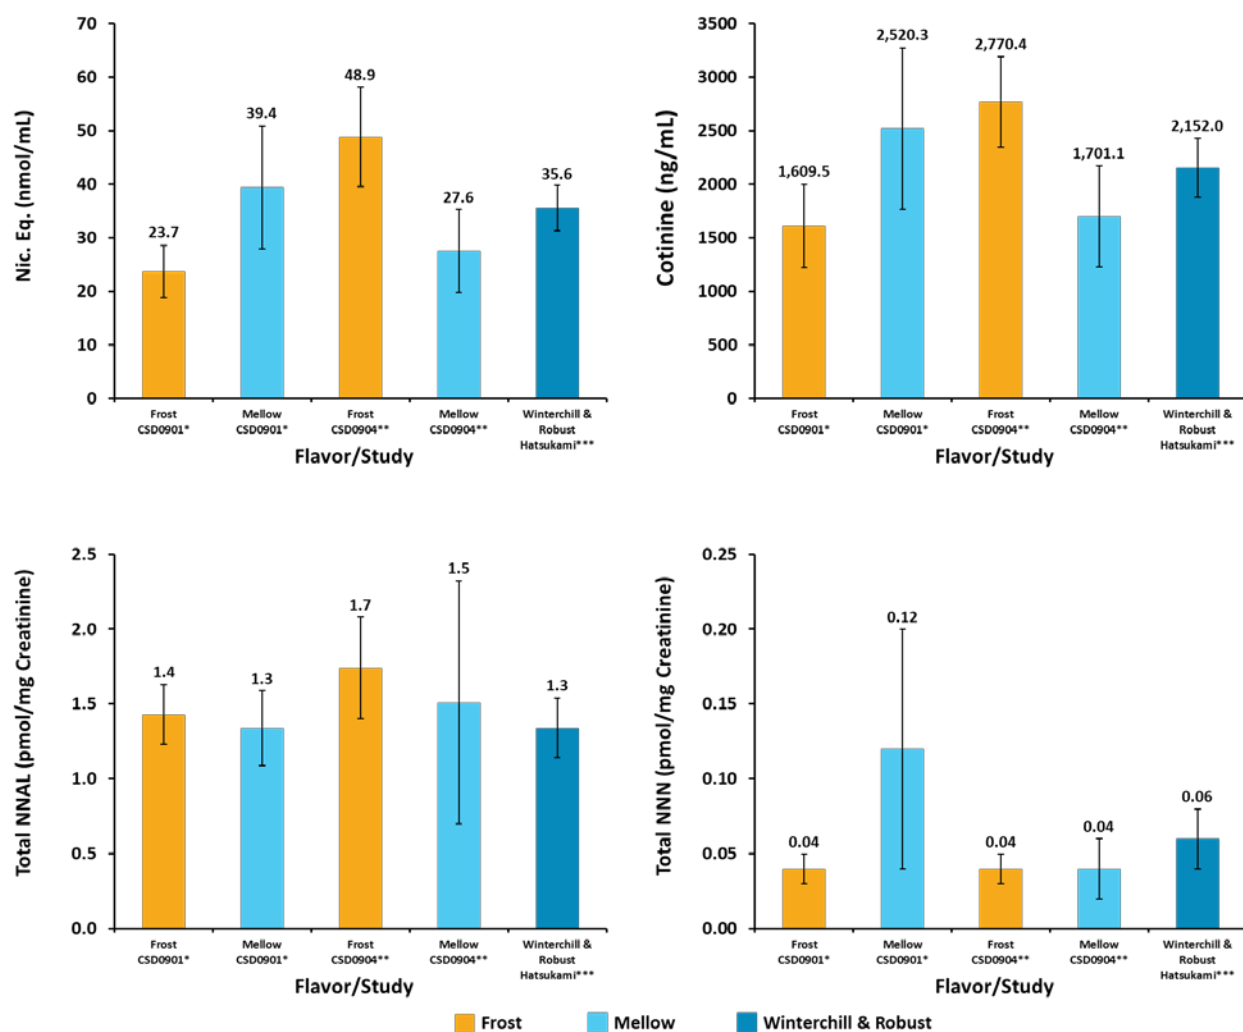 Nic. Eq. (nmol/mL)
70
60
50
40
30
20
10
0
23.7
39.4
48.9
27.6
35.6
Frost
CSD0901*
Mellow
CSD0901*
Frost
CSD0904**
Mellow
CSD0904**
Winterchill &
Robust
Hatsukami***
Flavor/Study
Cotinine (ng/mL)
3500
3000
2500
2000
1500
1000
500
0
1,609.5
2,520.3
2,770.4
1,701.1
2,152.0
Frost
CSD0901*
Mellow
CSD0901*
Frost
CSD0904**
Mellow
CSD0904**
Winterchill &
Robust
Hatsukami***
Flavor/Study
Total NNAL (pmol/mg Creatinine)
2.5
2.0
1.5
1.0
0.5
0.0
1.4
1.3
1.7
1.5
1.3
Frost
CSD0901*
Mellow
CSD0901*
Frost
CSD0904**
Mellow
CSD0904**
Winterchill &
Robust
Hatsukami***
Flavor/Study
Total NNN (pmol/mg Creatinine)
0.25
0.20
0.15
0.10
0.05
0.00
0.04
0.12
0.04
0.04
0.06
Frost
CSD0901*
Mellow
CSD0901*
Frost
CSD0904**
Mellow
CSD0904**
Winterchill &
Robust
Hatsukami***
Flavor/Study
Frost
Mellow
Winterchill & Robust